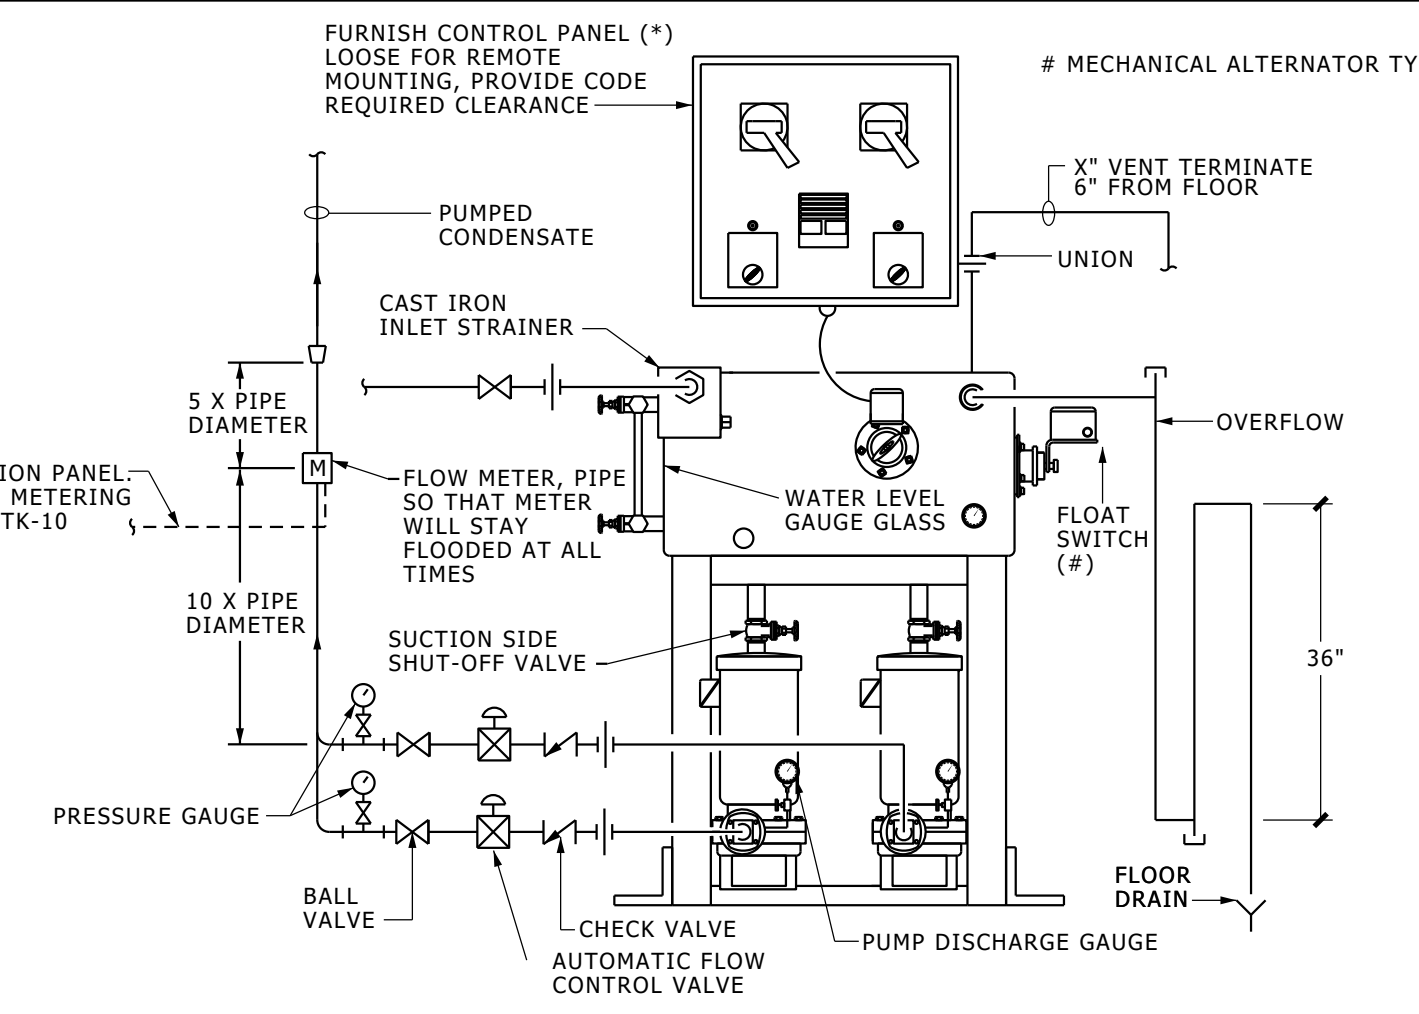 FURNISH CONTROL PANEL (*)
LOOSE FOR REMOTE
MOUNTING, PROVIDE CODE
REQUIRED CLEARANCE
# MECHANICAL ALTERNATOR TY
X" VENT TERMINATE
6" FROM FLOOR
PUMPED
CONDENSATE
UNION
CAST IRON
INLET STRAINER
5 X PIPE
DIAMETER
OVERFLOW
ION PANEL.
METERING
TK-10
M
FLOW METER, PIPE
SO THAT METER
WILL STAY
FLOODED AT ALL
TIMES
WATER LEVEL
GAUGE GLASS
FLOAT
SWITCH
(#)
10 X PIPE
DIAMETER
SUCTION SIDE
SHUT-OFF VALVE
36"
PRESSURE GAUGE
BALL
VALVE
CHECK VALVE
AUTOMATIC FLOW
CONTROL VALVE
PUMP DISCHARGE GAUGE
FLOOR
DRAIN